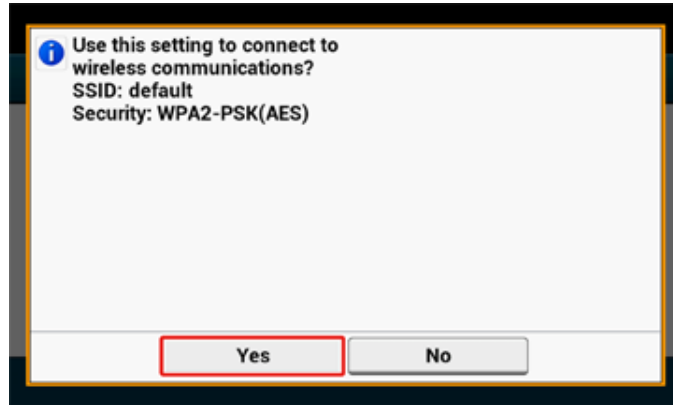 Use this setting to connect to
wireless communications?
SSID: default
Security: WPA2-PSK(AES)
Yes
No